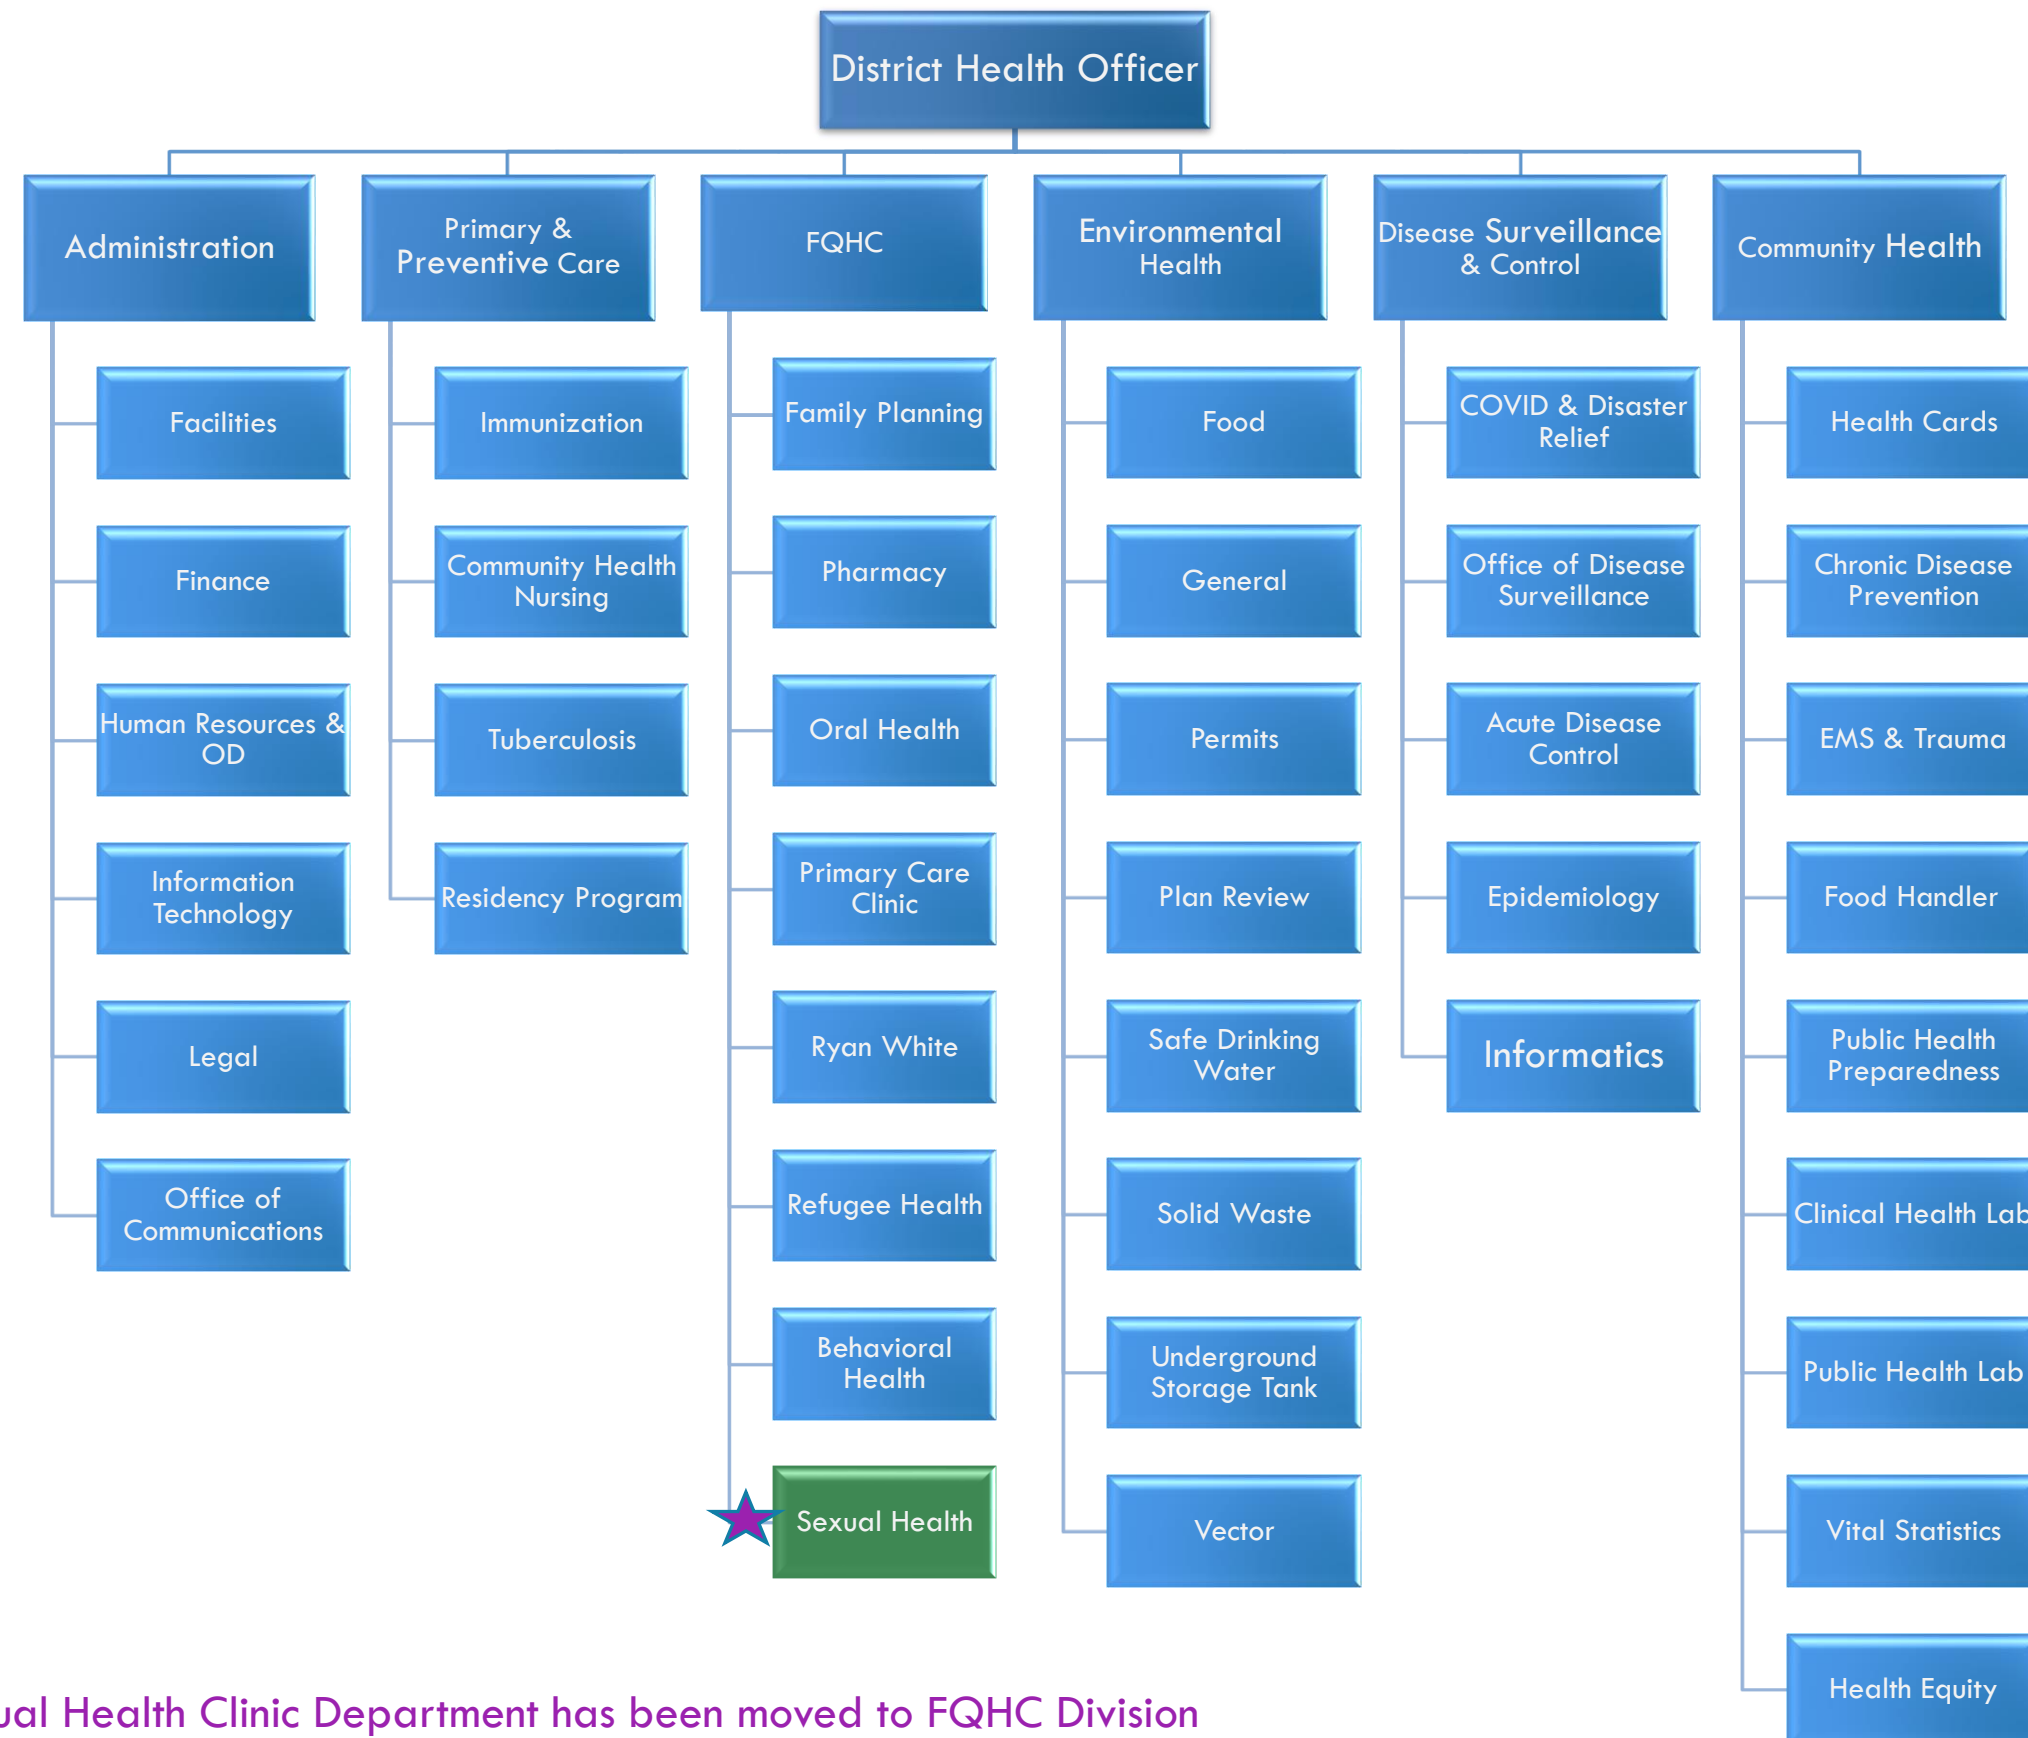 District Health Officer
Administration
Primary &
Preventive Care
FQHC
Environmental
Health
Disease Surveillance
& Control
Community Health
Facilities
Finance
Human Resources &
OD
Information
Technology
Legal
Office of
Communications
Immunization
Community Health
Nursing
Tuberculosis
Residency Program
Family Planning
Pharmacy
Oral Health
Primary Care
Clinic
Ryan White
Refugee Health
Behavioral
Health
Sexual Health
Food
General
Permits
Plan Review
Safe Drinking
Water
Solid Waste
Underground
Storage Tank
Vector
COVID & Disaster
Relief
Office of Disease
Surveillance
Acute Disease
Control
Epidemiology
Informatics
Health Cards
Chronic Disease
Prevention
EMS & Trauma
Food Handler
Public Health
Preparedness
Clinical Health Lab
Public Health Lab
Vital Statistics
Health Equity
Health Clinic Department has been moved to FQHC Division